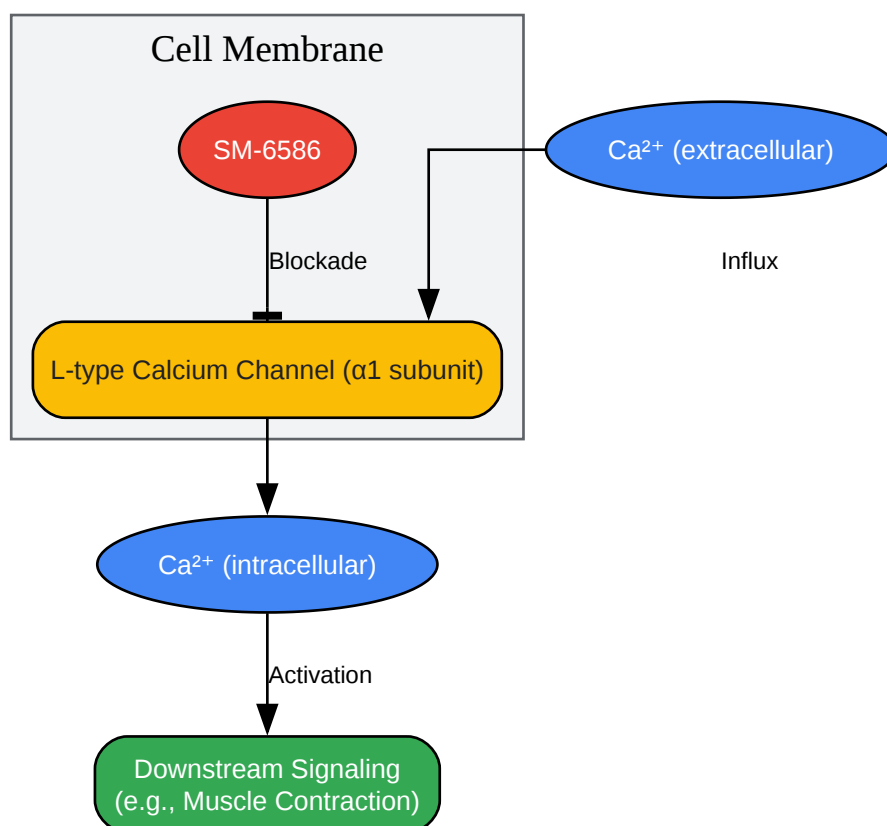 Cell Membrane
SM-6586
Ca²⁺ (extracellular)
Blockade
Influx
L-type Calcium Channel (α1 subunit)
Ca²⁺ (intracellular)
Activation
Downstream Signaling
(e.g., Muscle Contraction)